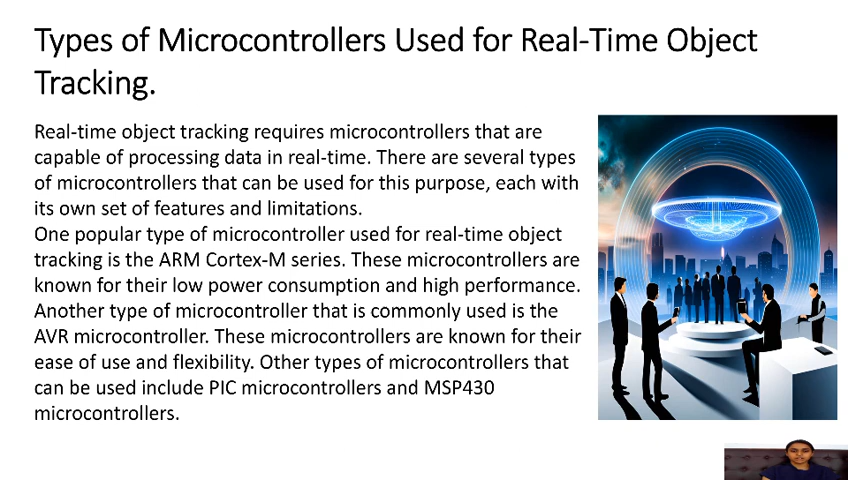 Types of Microcontrollers Used for Real-Time Object
Tracking.
Real-time object tracking requires microcontrollers that are
capable of processing data in real-time. There are several types
of microcontrollers that can be used for this purpose, each with
its own set of features and limitations.
One popular type of microcontroller used for real-time object
tracking is the ARM Cortex-M series. These microcontrollers are
known for their low power consumption and high performance.
Another type of microcontroller that is commonly used is the
AVR microcontroller. These microcontrollers are known for their
ease of use and flexibility. Other types of microcontrollers that
can be used include PIC microcontrollers and MSP430
microcontrollers.